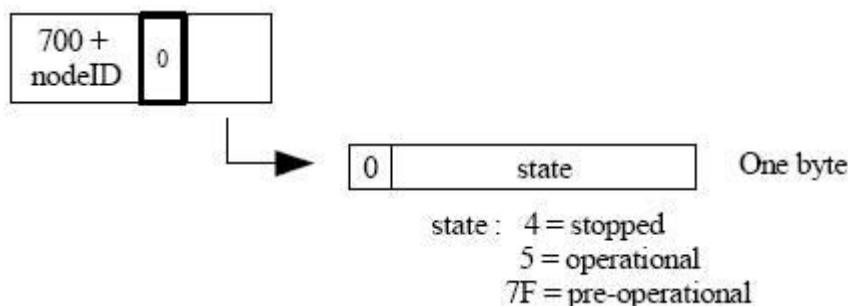 700 +
nodeID
0
0
state
One byte
state : 4 = stopped
5 = operational
7F = pre-operational